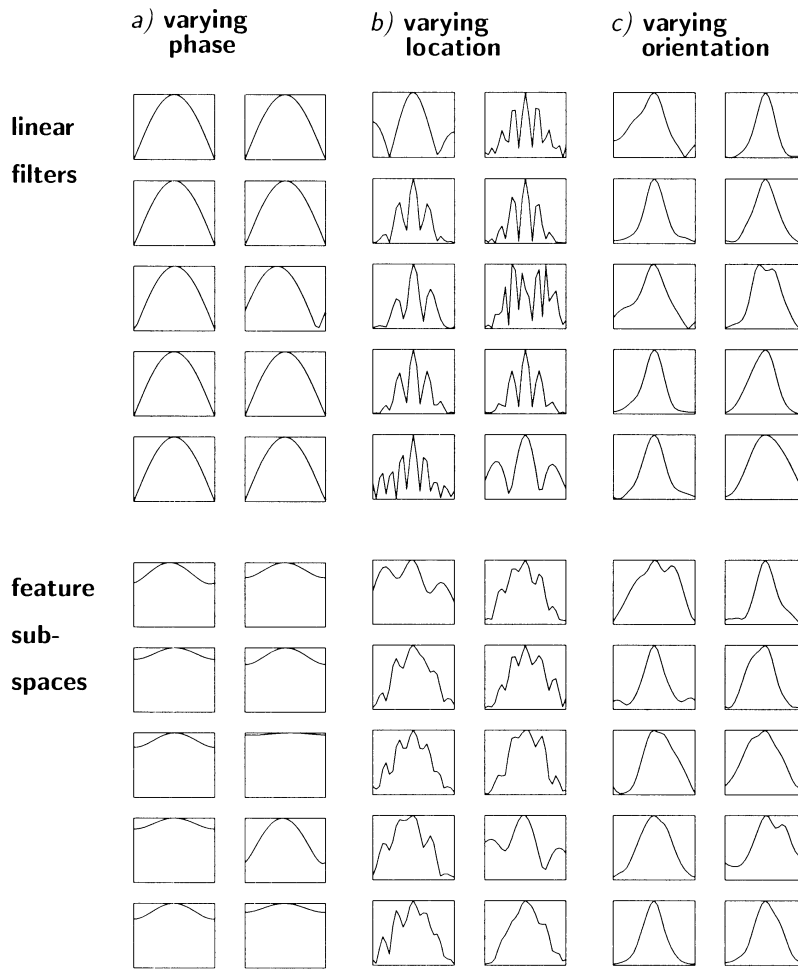 a) varying
phase
b) varying
location
c) varying
orientation
linear
filters
feature
sub-
spaces